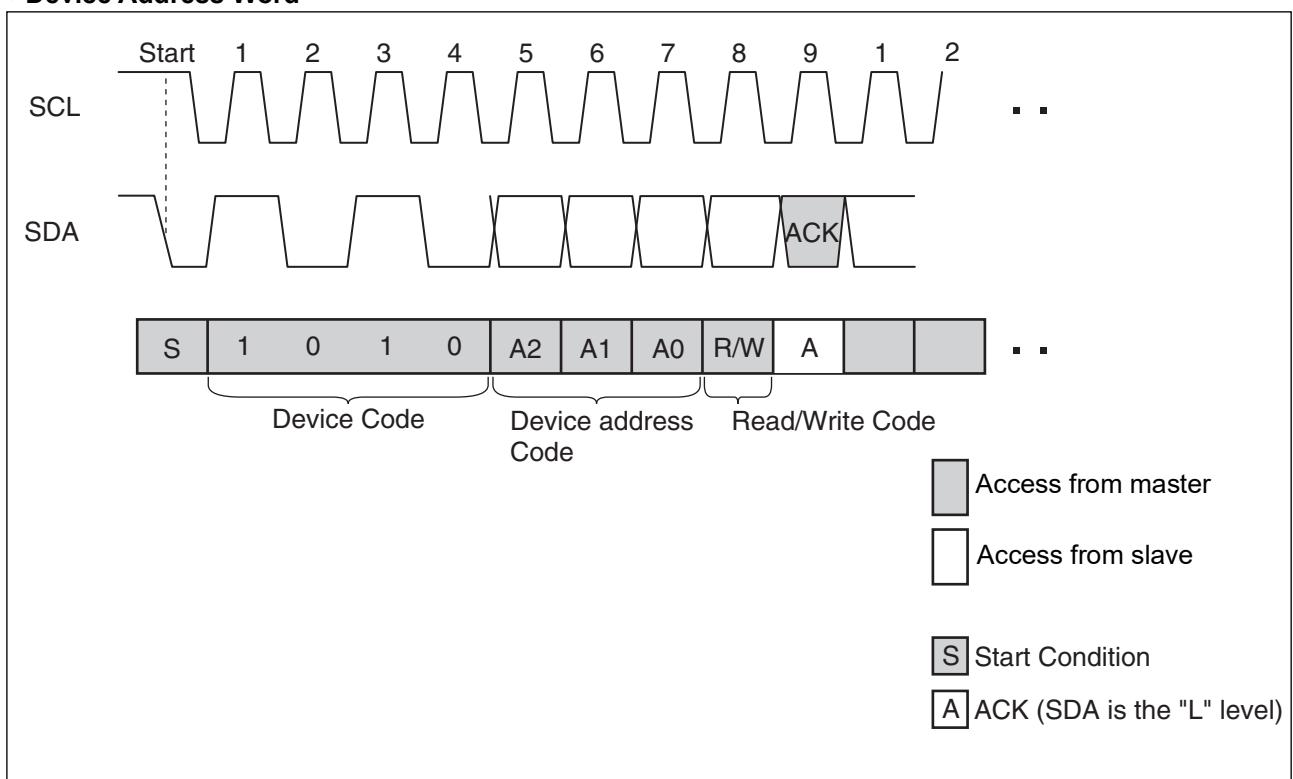 Device Address Word
Start 1 2 3 4 5 6 7 8 9 1 2
SCL
SDA
ACK
S 1 0 1 0 A2 A1 A0 R/W A
Device Code
Device address
Code
Read/Write Code
Access from master
Access from slave
S Start Condition
A ACK (SDA is the "L" level)